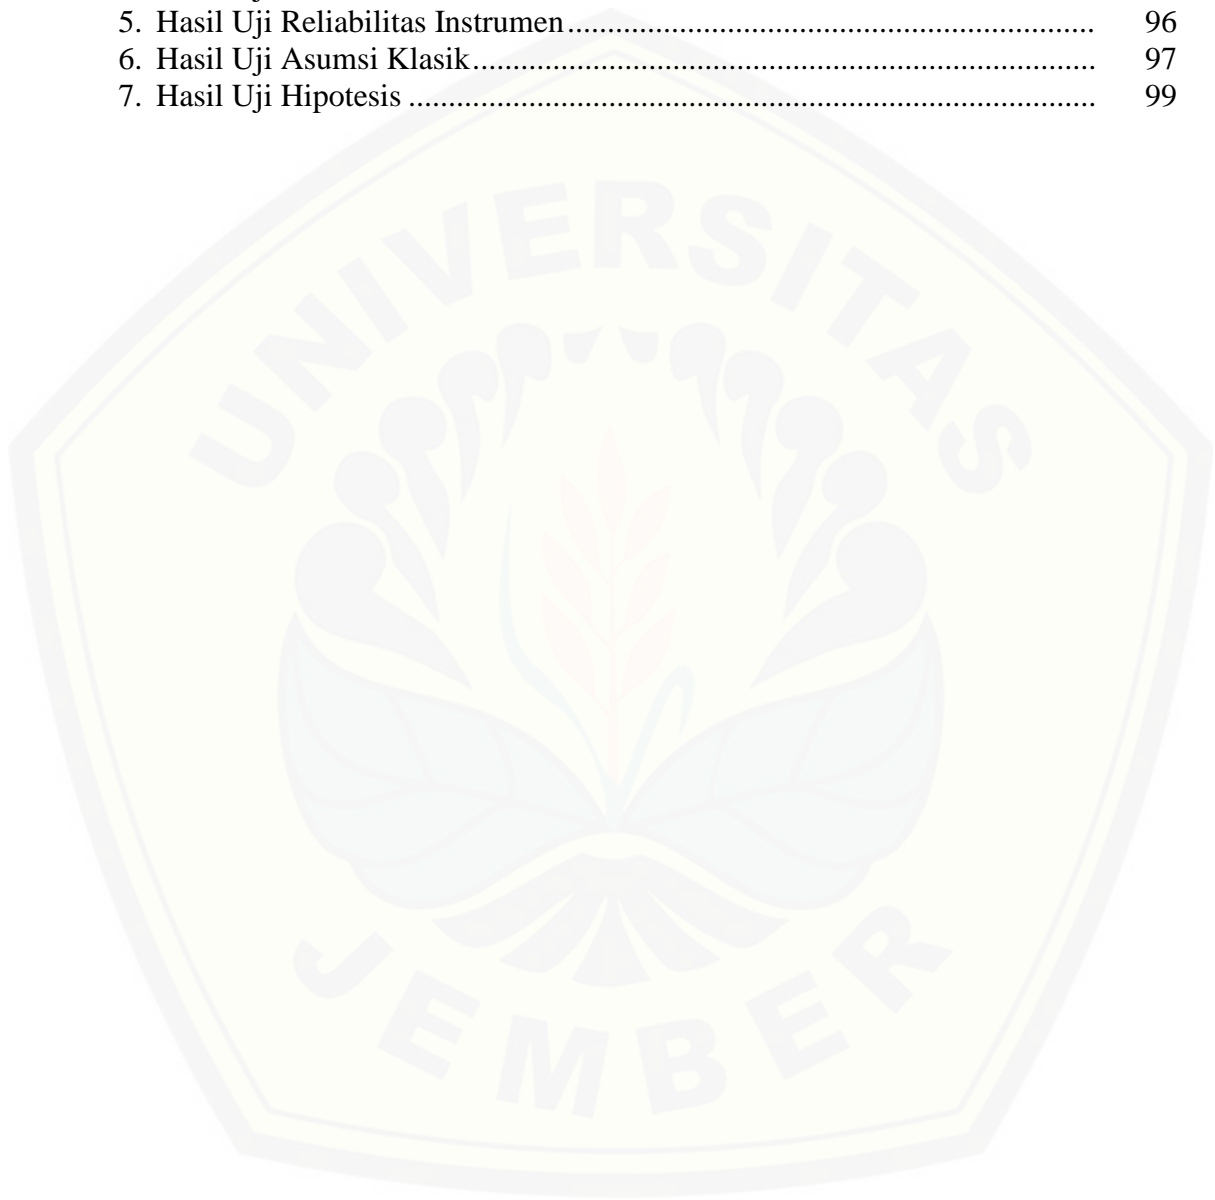 5. Hasil Uji Reliabilitas Instrumen.................................................................. 96
6. Hasil Uji Asumsi Klasik.............................................................................. 97
7. Hasil Uji Hipotesis ...................................................................................... 99
UNIVERSITAS
JEMBER